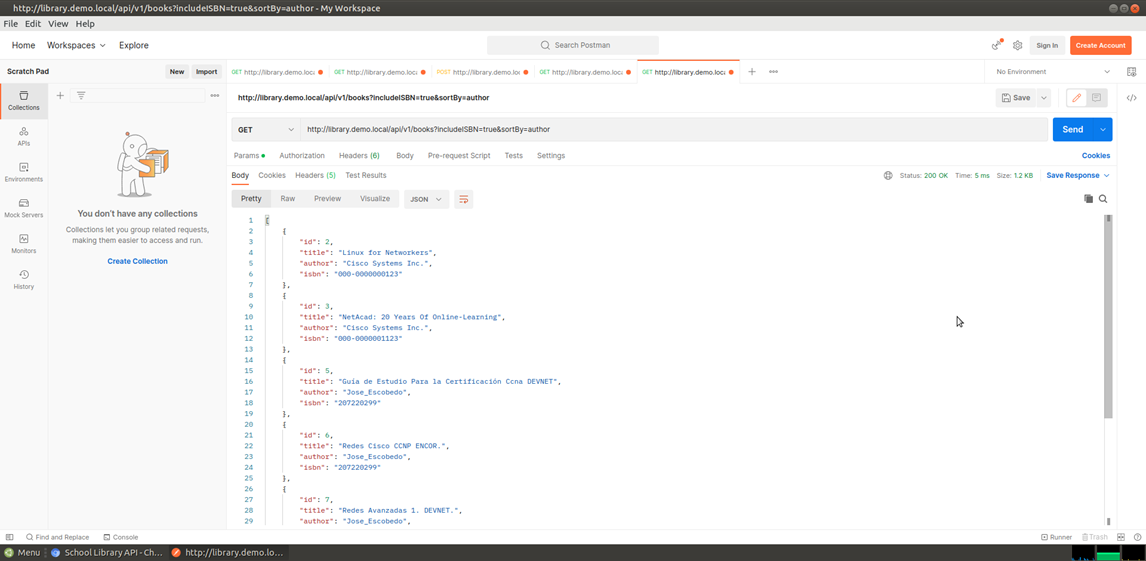 http://library.demo.local/api/v1/books?includeISBN=true&sortBy=author - My Workspace
File Edit View Help
Home Workspaces Explore Search Postman Sign In Create Account
Scratch Pad New Import GET http://library.demo.loca GET http://library.demo.loca POST http://library.demo.loc GET http://library.demo.loca GET http://library.demo.loca No Environment
http://library.demo.local/api/v1/books?includeISBN=true&sortBy=author Save
GET http://library.demo.local/api/v1/books?includeISBN=true&sortBy=author Send
Params Authorization Headers (6) Body Pre-request Script Tests Settings Cookies
Body Cookies Headers (5) Test Results Status: 200 OK Time: 5 ms Size: 1.2 KB Save Response
Pretty Raw Preview Visualize JSON
Collections
APIs
Environments
Mock Servers
Monitors
History
You don't have any collections
Collections let you group related requests,
making them easier to access and run.
Create Collection
1 [
2 {
3 "id": 2,
4 "title": "Linux for Networkers",
5 "author": "Cisco Systems Inc.",
6 "isbn": "000-0000000123"
7 },
8 {
9 "id": 3,
10 "title": "NetAcad: 20 Years Of Online-Learning",
11 "author": "Cisco Systems Inc.",
12 "isbn": "000-0000001123"
13 },
14 {
15 "id": 5,
16 "title": "Guia de Estudio Para la Certificación Ccna DEVNET",
17 "author": "Jose_Escobedo",
18 "isbn": "207220299"
19 },
20 {
21 "id": 6,
22 "title": "Redes Cisco CCNP ENCOR.",
23 "author": "Jose_Escobedo",
24 "isbn": "207220299"
25 },
26 {
27 "id": 7,
28 "title": "Redes Avanzadas 1. DEVNET.",
29 "author": "Jose_Escobedo",
Find and Replace Console Runner Trash
Menu School Library API - Ch... http://library.demo.lo...